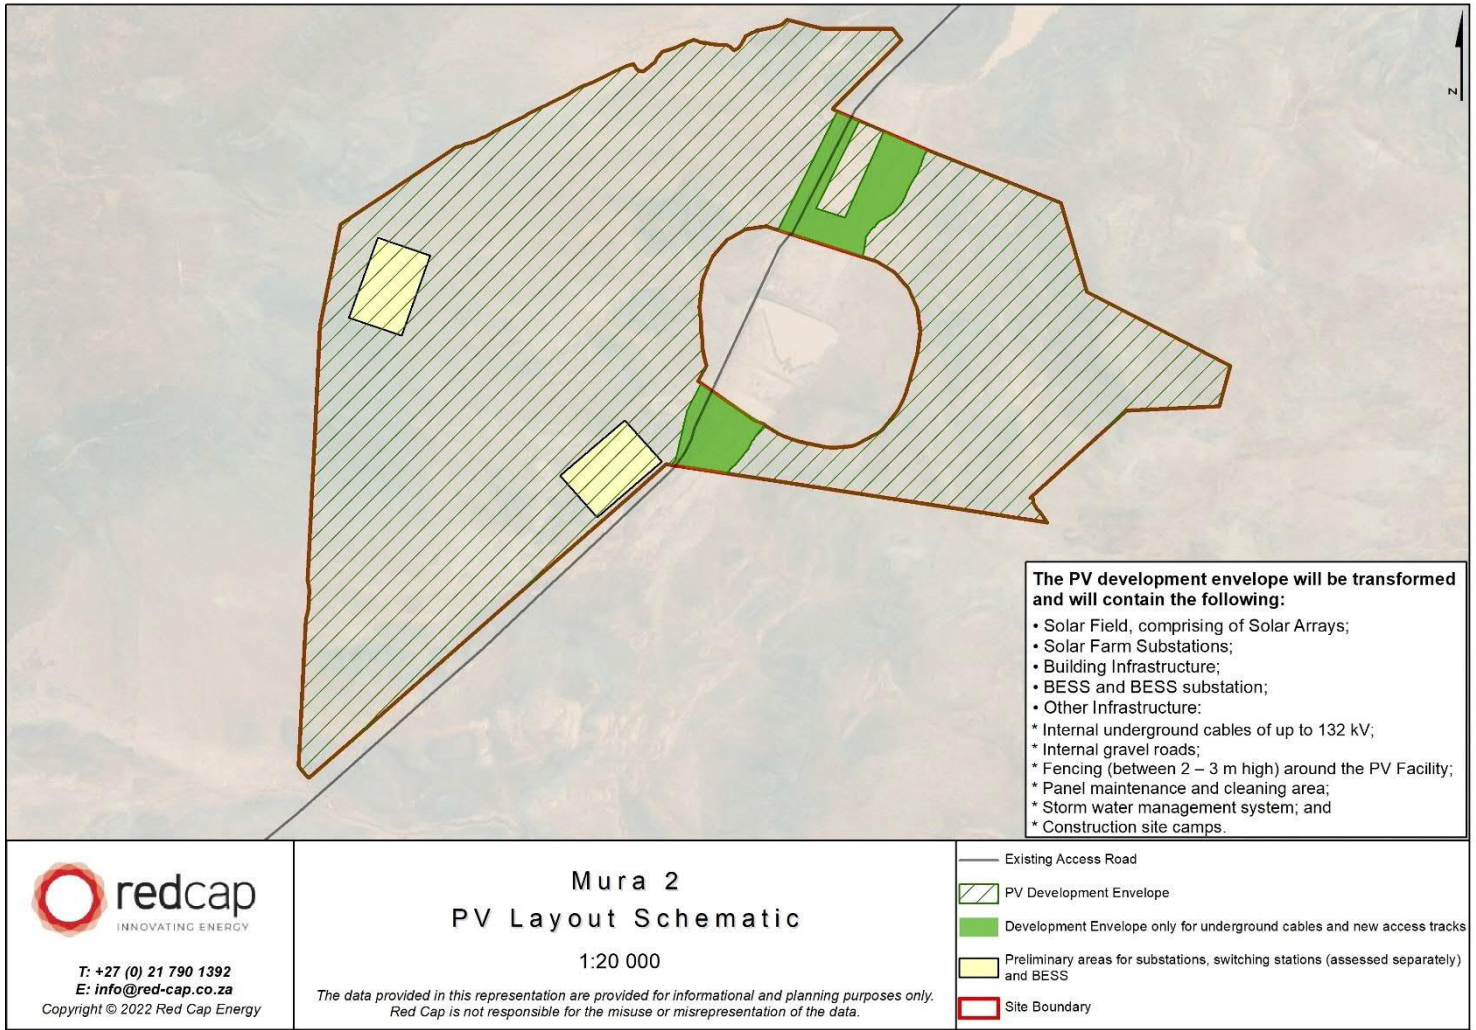 N
The PV development envelope will be transformed
and will contain the following:
• Solar Field, comprising of Solar Arrays;
• Solar Farm Substations;
• Building Infrastructure;
• BESS and BESS substation;
• Other Infrastructure:
* Internal underground cables of up to 132 kV;
* Internal gravel roads;
* Fencing (between 2 – 3 m high) around the PV Facility;
* Panel maintenance and cleaning area;
* Storm water management system; and
* Construction site camps.
redcap
INNOVATING ENERGY
T: +27 (0) 21 790 1392
E: info@red-cap.co.za
Copyright © 2022 Red Cap Energy
Mura 2
PV Layout Schematic
1:20 000
The data provided in this representation are provided for informational and planning purposes only.
Red Cap is not responsible for the misuse or misrepresentation of the data.
Existing Access Road
PV Development Envelope
Development Envelope only for underground cables and new access tracks
Preliminary areas for substations, switching stations (assessed separately)
and BESS
Site Boundary